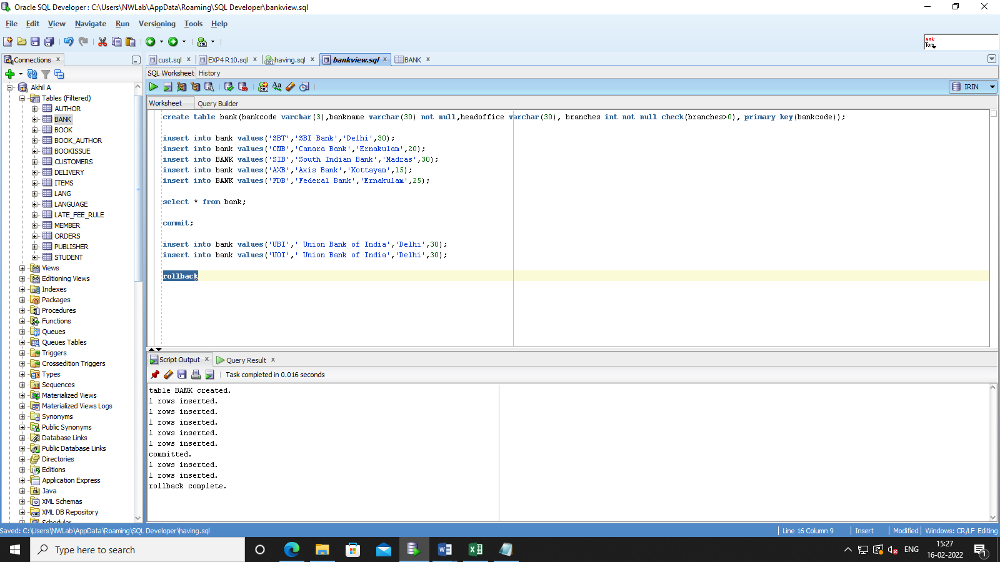 Oracle SQL Developer : C:\Users\NWLab\AppData\Roaming\SQL Developer\bankview.sql
File Edit View Navigate Run Versioning Tools Help
ask
Tom
Connections
cust.sql EXP4 R10.sql having.sql bankview.sql BANK
SQL Worksheet History
IRIN
Worksheet Query Builder
Akhil A
Tables (Filtered)
AUTHOR
BANK
BOOK
BOOK_AUTHOR
BOOKISSUE
CUSTOMERS
DELIVERY
ITEMS
LANG
LANGUAGE
LATE_FEE_RULE
MEMBER
ORDERS
PUBLISHER
STUDENT
Views
Editioning Views
Indexes
Packages
Procedures
Functions
Queues
Queues Tables
Triggers
Crossedition Triggers
Types
Sequences
Materialized Views
Materialized Views Logs
Synonyms
Public Synonyms
Database Links
Public Database Links
Directories
Editions
Application Express
Java
XML Schemas
XML DB Repository
Scheduler
create table bank(bankcode varchar(3),bankname varchar(30) not null,headoffice varchar(30), branches int not null check(branches>0), primary key(bankcode));
insert into bank values('SBT','SBI Bank','Delhi',30);
insert into bank values('CNB','Canara Bank','Ernakulam',20);
insert into BANK values('SIB','South Indian Bank','Madras',30);
insert into bank values('AXB','Axis Bank','Kottayam',15);
insert into BANK values('FDB','Federal Bank','Ernakulam',25);
select * from bank;
commit;
insert into bank values('UBI',' Union Bank of India','Delhi',30);
insert into bank values('UOI',' Union Bank of India','Delhi',30);
rollback
Script Output Query Result
Task completed in 0.016 seconds
table BANK created.
1 rows inserted.
1 rows inserted.
1 rows inserted.
1 rows inserted.
1 rows inserted.
committed.
1 rows inserted.
1 rows inserted.
rollback complete.
Saved: C:\Users\NWLab\AppData\Roaming\SQL Developer\having.sql
Line 16 Column 9 Insert Modified Windows: CR/LF Editing
Type here to search
ENG
15:27
16-02-2022
1